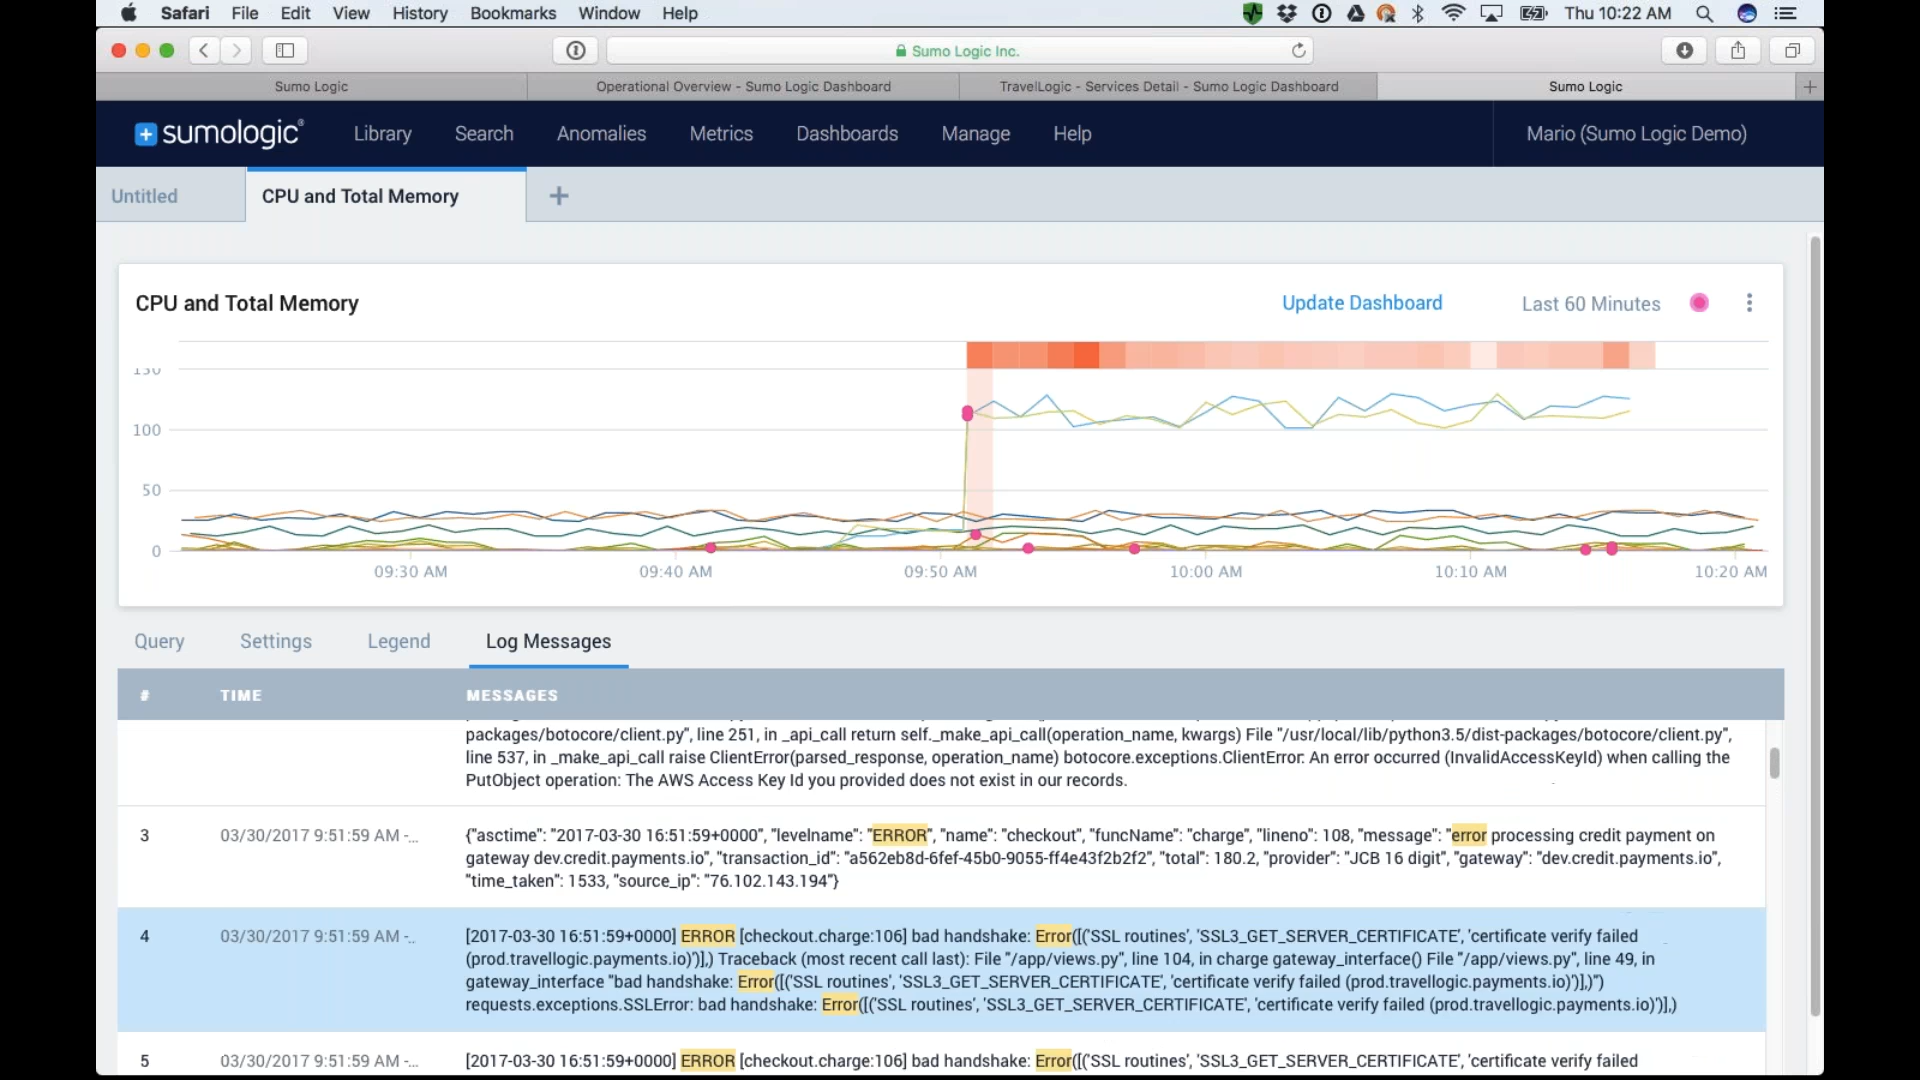 Safari File Edit View History Bookmarks Window Help Thu 10:22 AM
Sumo Logic Inc.
Sumo Logic Operational Overview - Sumo Logic Dashboard TravelLogic - Services Detail - Sumo Logic Dashboard Sumo Logic
sumologic Library Search Anomalies Metrics Dashboards Manage Help Mario (Sumo Logic Demo)
Untitled CPU and Total Memory
CPU and Total Memory Update Dashboard Last 60 Minutes
150
100
50
0
09:30 AM 09:40 AM 09:50 AM 10:00 AM 10:10 AM 10:20 AM
Query Settings Legend Log Messages
# TIME MESSAGES
packages/botocore/client.py", line 251, in _api_call return self._make_api_call(operation_name, kwargs) File "/usr/local/lib/python3.5/dist-packages/botocore/client.py",
line 537, in _make_api_call raise ClientError(parsed_response, operation_name) botocore.exceptions.ClientError: An error occurred (InvalidAccessKeyId) when calling the
PutObject operation: The AWS Access Key Id you provided does not exist in our records.
3 03/30/2017 9:51:59 AM -... {"asctime": "2017-03-30 16:51:59+0000", "levelname": "ERROR", "name": "checkout", "funcName": "charge", "lineno": 108, "message": "error processing credit payment on
gateway dev.credit.payments.io", "transaction_id": "a562eb8d-6fef-45b0-9055-ff4e43f2b2f2", "total": 180.2, "provider": "JCB 16 digit", "gateway": "dev.credit.payments.io",
"time_taken": 1533, "source_ip": "76.102.143.194"}
4 03/30/2017 9:51:59 AM -... [2017-03-30 16:51:59+0000] ERROR [checkout.charge:106] bad handshake: Error([('SSL routines', 'SSL3_GET_SERVER_CERTIFICATE', 'certificate verify failed
(prod.travellogic.payments.io)')],) Traceback (most recent call last): File "/app/views.py", line 104, in charge gateway_interface() File "/app/views.py", line 49, in
gateway_interface "bad handshake: Error([('SSL routines', 'SSL3_GET_SERVER_CERTIFICATE', 'certificate verify failed (prod.travellogic.payments.io)')],)")
requests.exceptions.SSLError: bad handshake: Error([('SSL routines', 'SSL3_GET_SERVER_CERTIFICATE', 'certificate verify failed (prod.travellogic.payments.io)')],)
5 03/30/2017 9:51:59 AM -... [2017-03-30 16:51:59+0000] ERROR [checkout.charge:106] bad handshake: Error([('SSL routines', 'SSL3_GET_SERVER_CERTIFICATE', 'certificate verify failed